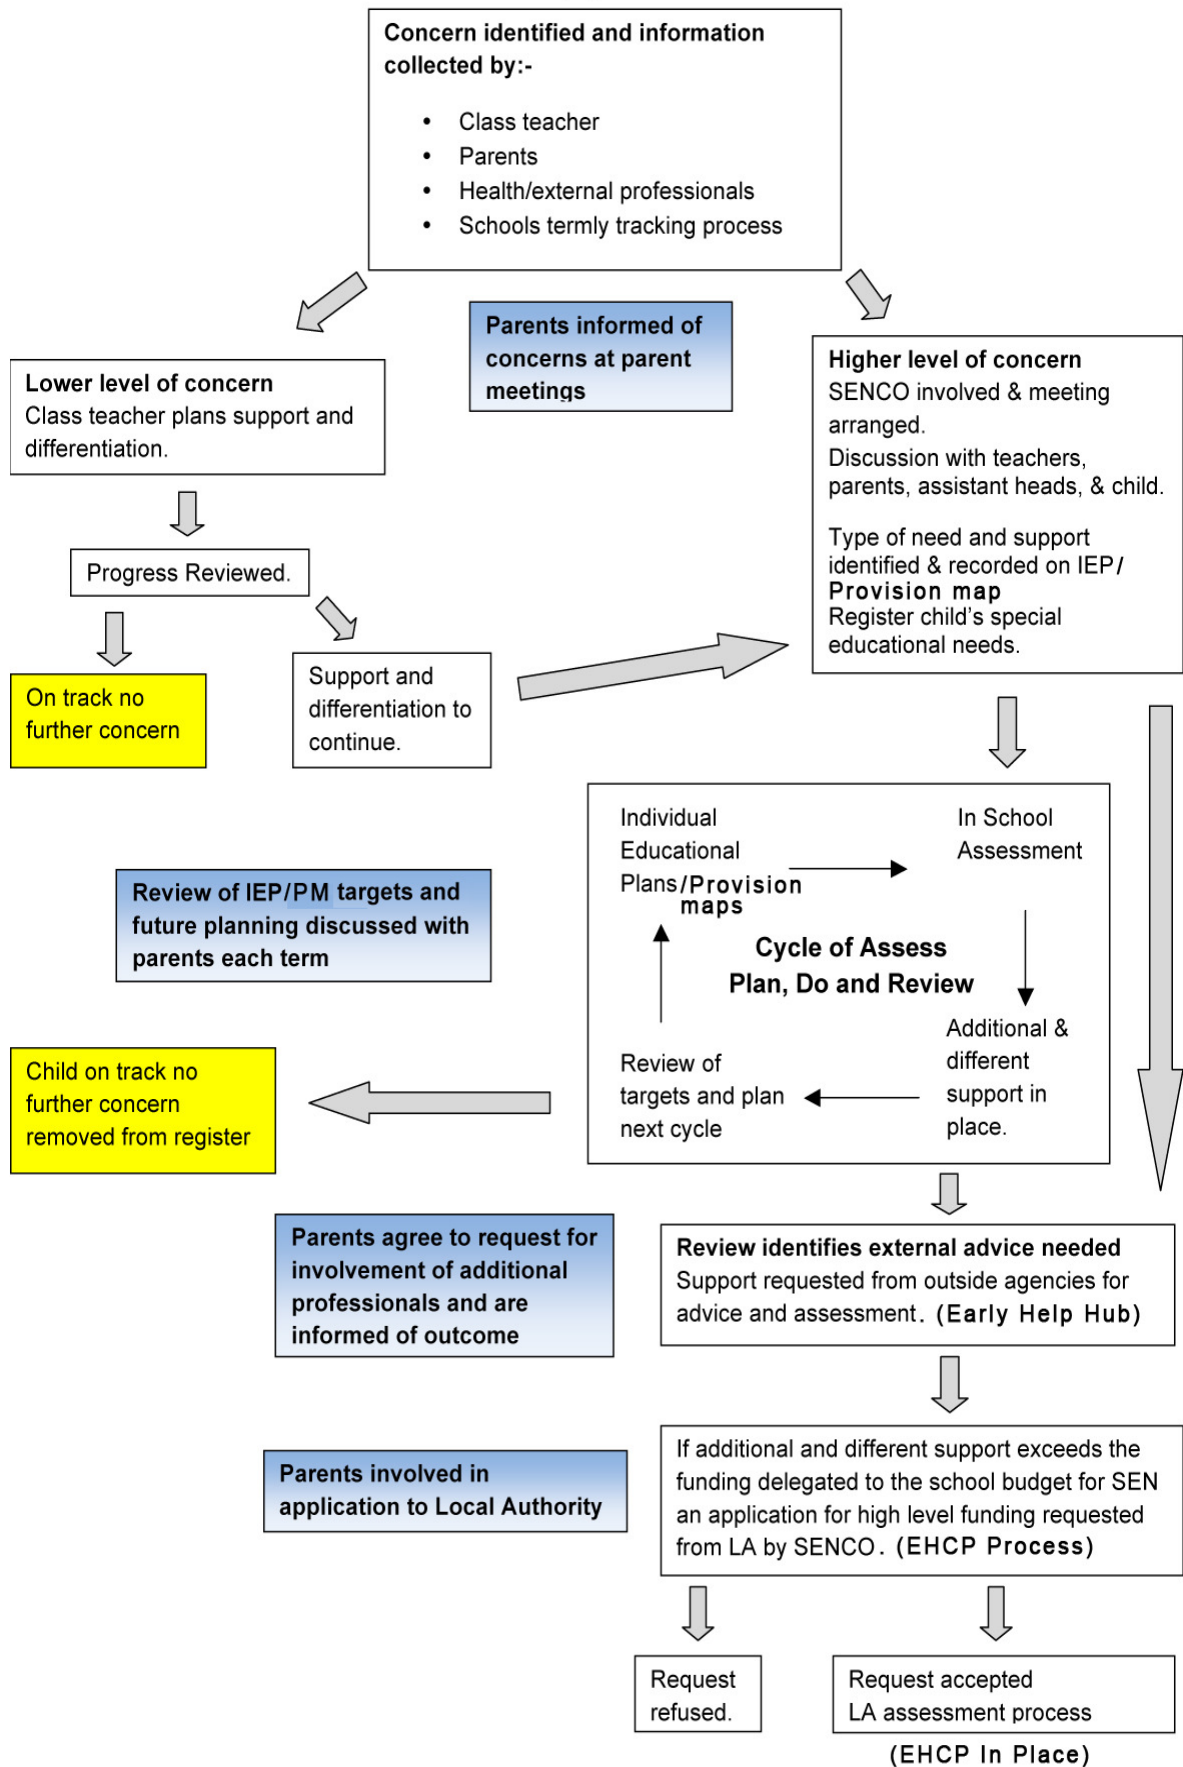 Concern identified and information
collected by:-
• Class teacher
• Parents
• Health/external professionals
• Schools termly tracking process
Parents informed of
concerns at parent
meetings
Lower level of concern
Class teacher plans support and
differentiation.
Higher level of concern
SENCO involved & meeting
arranged.
Discussion with teachers,
parents, assistant heads, & child.
Type of need and support
identified & recorded on IEP/
Provision map
Register child's special
educational needs.
Progress Reviewed.
On track no
further concern
Support and
differentiation to
continue.
Individual
Educational
Plans/Provision
maps
In School
Assessment
Cycle of Assess
Plan, Do and Review
Additional &
different
support in
place.
Review of
targets and plan
next cycle
Review of IEP/PM targets and
future planning discussed with
parents each term
Child on track no
further concern
removed from register
Parents agree to request for
involvement of additional
professionals and are
informed of outcome
Review identifies external advice needed
Support requested from outside agencies for
advice and assessment. (Early Help Hub)
Parents involved in
application to Local Authority
If additional and different support exceeds the
funding delegated to the school budget for SEN
an application for high level funding requested
from LA by SENCO. (EHCP Process)
Request
refused.
Request accepted
LA assessment process
(EHCP In Place)